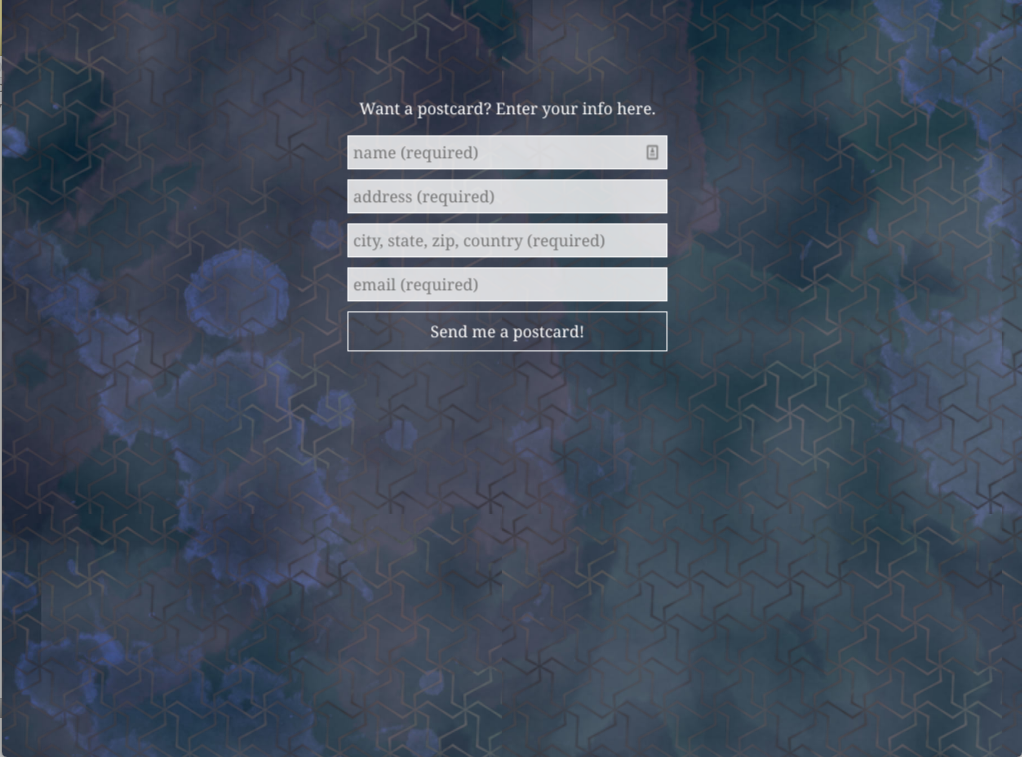 Want a postcard? Enter your info here.
name (required)
address (required)
city, state, zip, country (required)
email (required)
Send me a postcard!